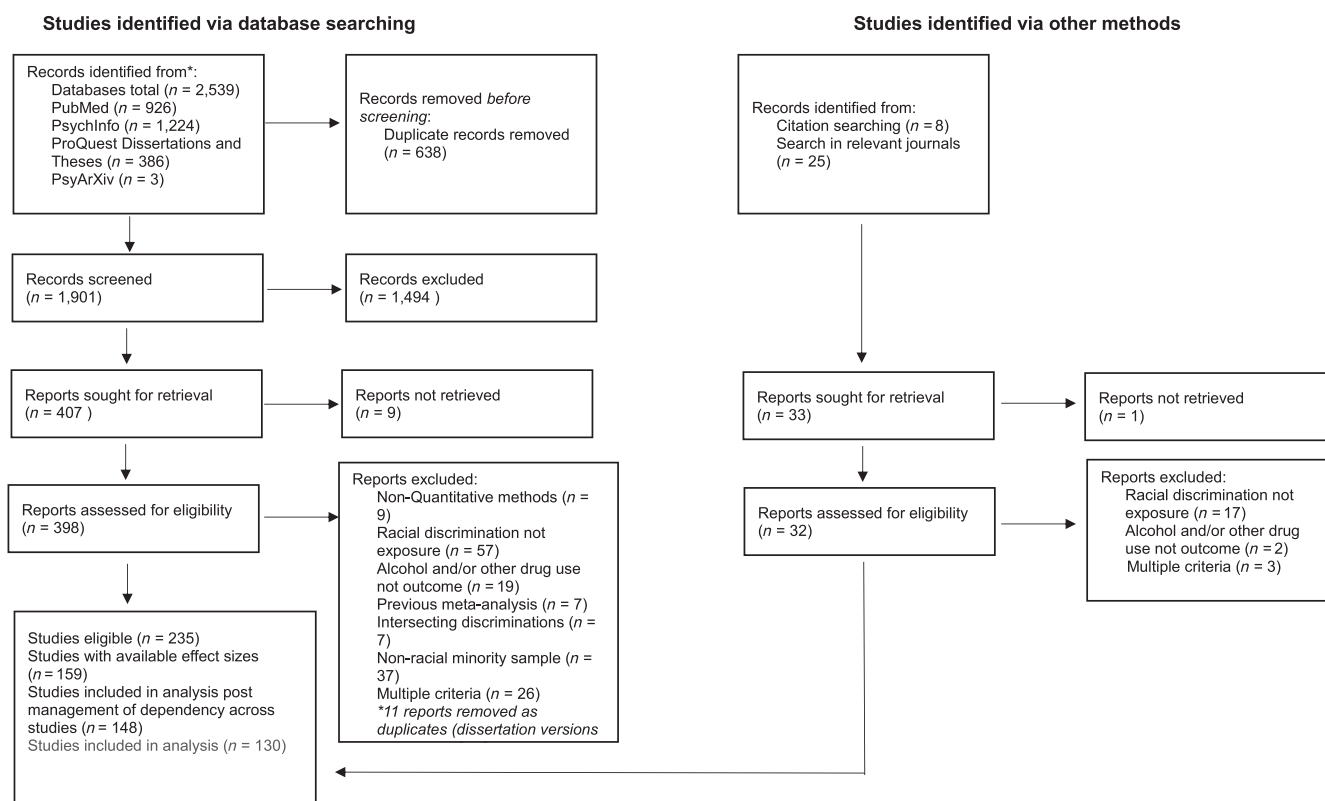 Studies identified via database searching
Records identified from*:
Databases total (n = 2,539)
PubMed (n = 926)
PsychInfo (n = 1,224)
ProQuest Dissertations and
Theses (n = 386)
PsyArXiv (n = 3)
Records removed before
screening:
Duplicate records removed
(n = 638)
Records screened
(n = 1,901)
Records excluded
(n = 1,494 )
Reports sought for retrieval
(n = 407 )
Reports not retrieved
(n = 9)
Reports assessed for eligibility
(n = 398)
Reports excluded:
Non-Quantitative methods (n =
9)
Racial discrimination not
exposure (n = 57)
Alcohol and/or other drug use
not outcome (n = 19)
Previous meta-analysis (n = 7)
Intersecting discriminations (n =
7)
Non-racial minority sample (n =
37)
Multiple criteria (n = 26)
*11 reports removed as
duplicates (dissertation versions
Studies eligible (n = 235)
Studies with available effect sizes
(n = 159)
Studies included in analysis post
management of dependency across
studies (n = 148)
Studies included in analysis (n = 130)
Studies identified via other methods
Records identified from:
Citation searching (n = 8)
Search in relevant journals
(n = 25)
Reports sought for retrieval
(n = 33)
Reports not retrieved
(n = 1)
Reports assessed for eligibility
(n = 32)
Reports excluded:
Racial discrimination not
exposure (n = 17)
Alcohol and/or other drug
use not outcome (n = 2)
Multiple criteria (n = 3)